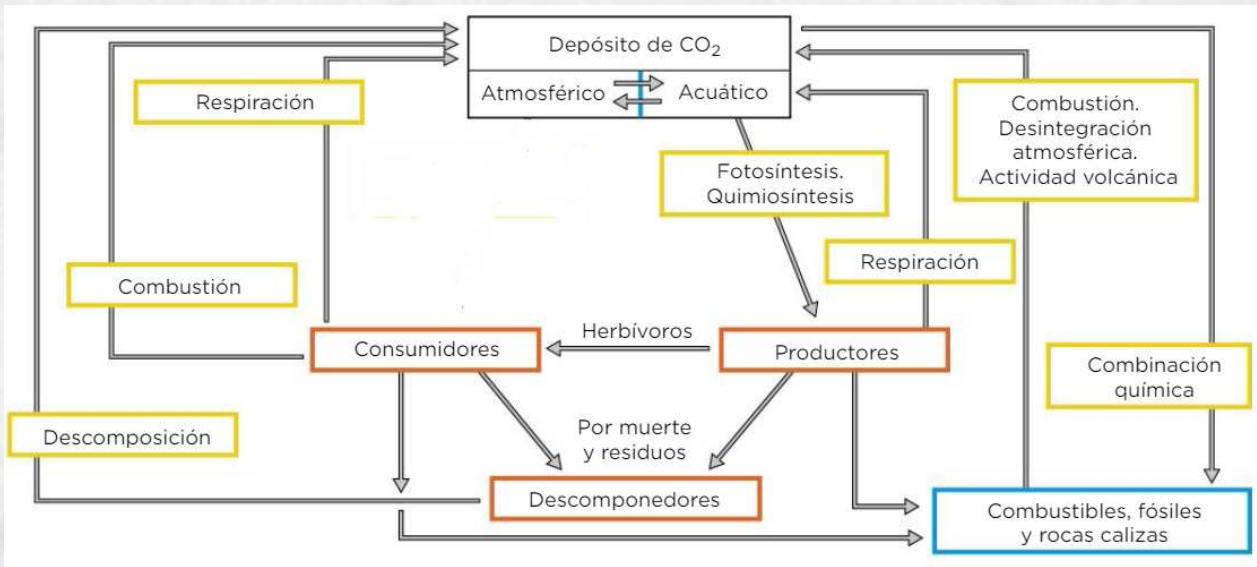 Depósito de CO₂
Atmosférico
Acuático
Respiración
Combustión.
Desintegración
atmosférica.
Actividad volcánica
Fotosíntesis.
Quimiosíntesis
Respiración
Combustión
Herbívoros
Consumidores
Productores
Combinación
química
Descomposición
Por muerte
y residuos
Descomponedores
Combustibles, fósiles
y rocas calizas